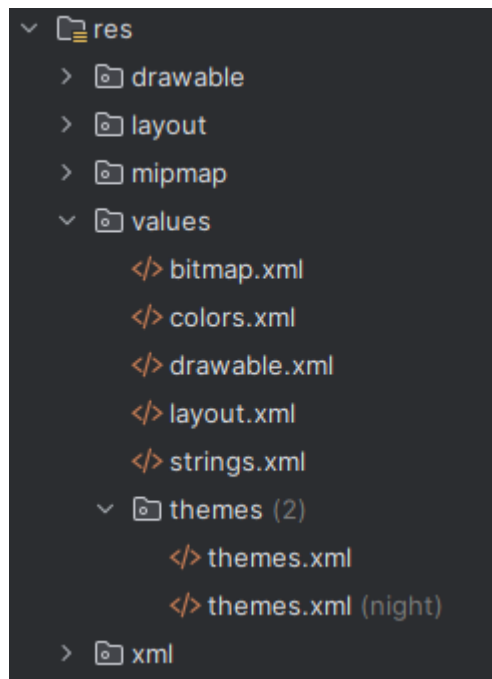 res
drawable
layout
mipmap
values
</> bitmap.xml
</> colors.xml
</> drawable.xml
</> layout.xml
</> strings.xml
themes (2)
</> themes.xml
</> themes.xml (night)
xml